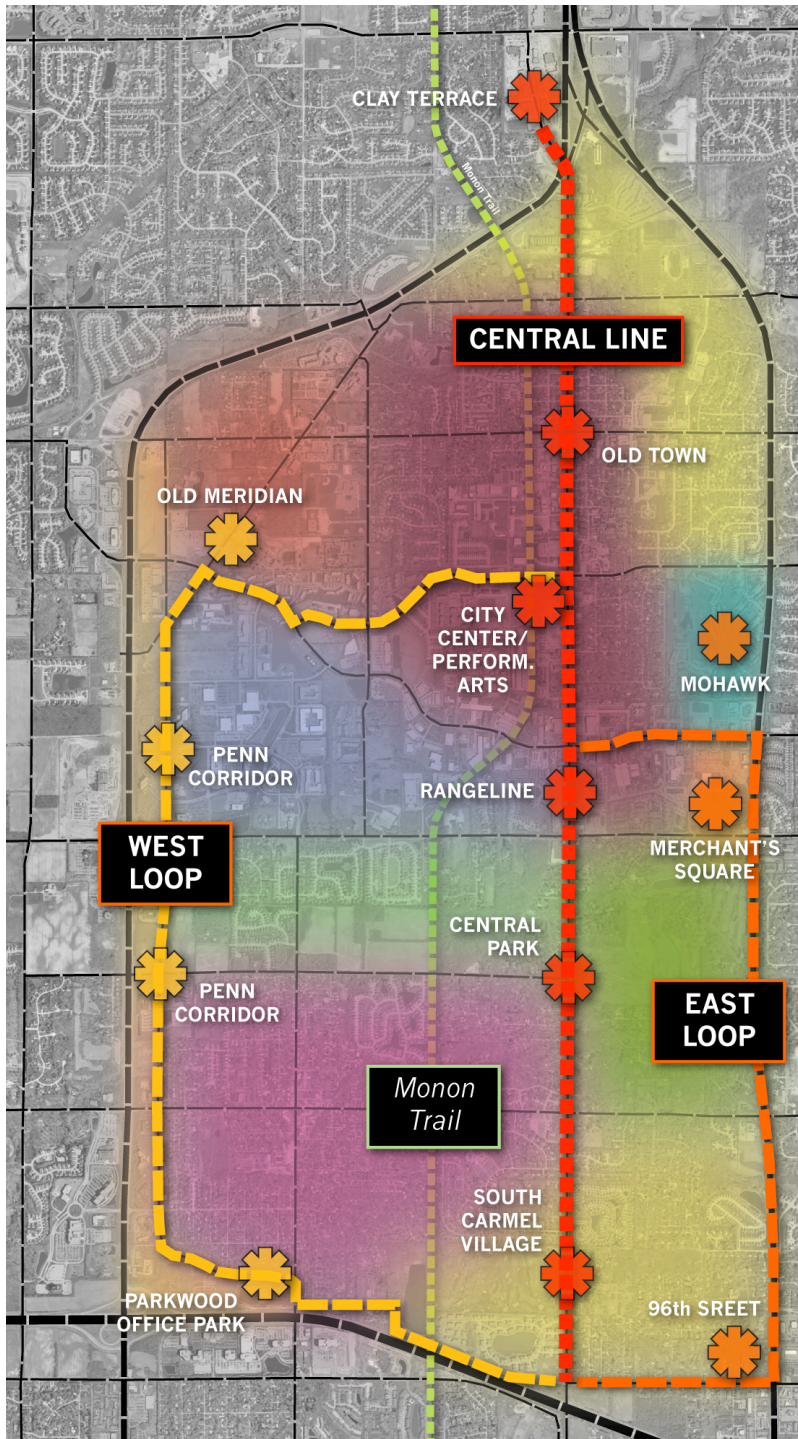 CLAY TERRACE
Monon Trail
CENTRAL LINE
OLD TOWN
OLD MERIDIAN
CITY
CENTER/
PERFORM.
ARTS
MOHAWK
PENN
CORRIDOR
RANGELINE
MERCHANT'S
SQUARE
WEST
LOOP
CENTRAL
PARK
PENN
CORRIDOR
EAST
LOOP
Monon
Trail
SOUTH
CARMEL
VILLAGE
PARKWOOD
OFFICE PARK
96th SREET